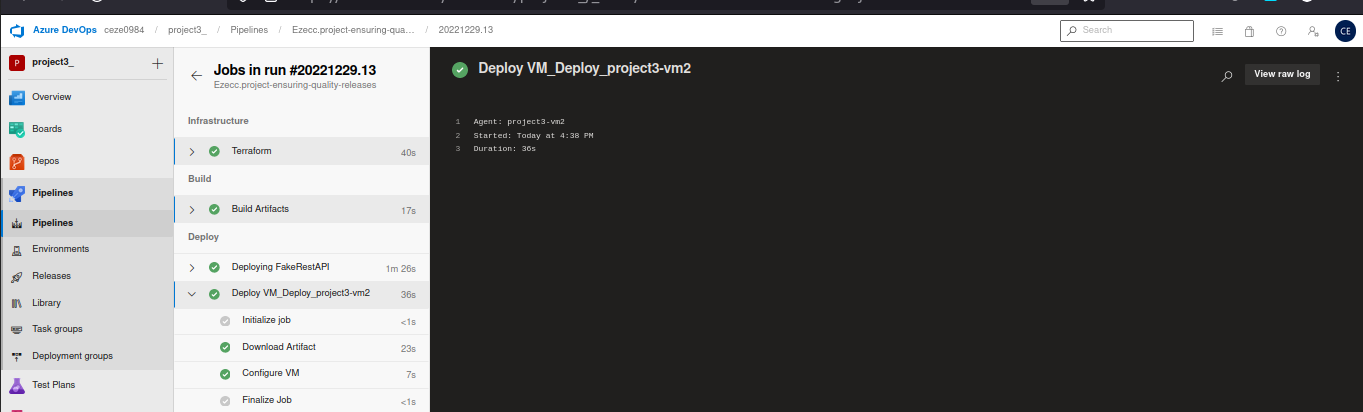 Azure DevOps ceze0984 / project3_ / Pipelines / Ezecc.project-ensuring-qua... / 20221229.13
Search
CE
P project3_
Overview
Boards
Repos
Pipelines
Pipelines
Environments
Releases
Library
Task groups
Deployment groups
Test Plans
Jobs in run #20221229.13
Ezecc.project-ensuring-quality-releases
Infrastructure
Terraform 40s
Build
Build Artifacts 17s
Deploy
Deploying FakeRestAPI 1m 26s
Deploy VM_Deploy_project3-vm2 36s
Initialize job <1s
Download Artifact 23s
Configure VM 7s
Finalize Job <1s
Deploy VM_Deploy_project3-vm2
View raw log
1 Agent: project3-vm2
2 Started: Today at 4:38 PM
3 Duration: 36s